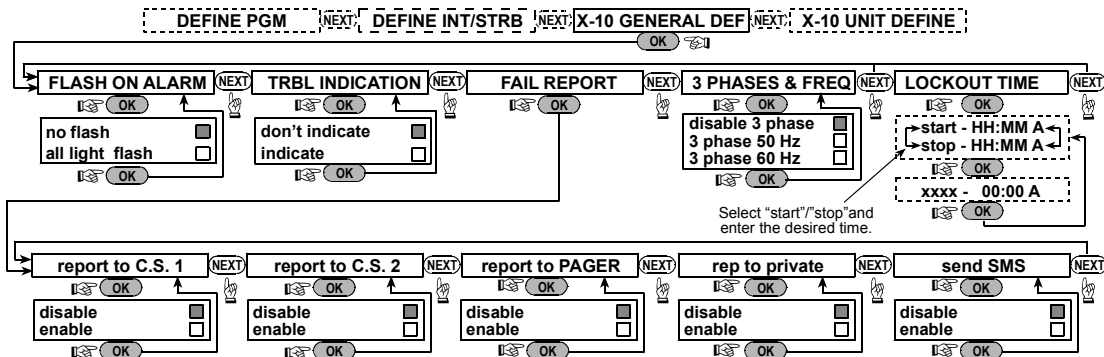 DEFINE PGM NEXT DEFINE INT/STRB NEXT X-10 GENERAL DEF NEXT X-10 UNIT DEFINE
OK
FLASH ON ALARM NEXT TRBL INDICATION NEXT FAIL REPORT NEXT 3 PHASES & FREQ NEXT LOCKOUT TIME NEXT
OK OK OK OK OK
no flash
all light flash
OK
don't indicate
indicate
OK
disable 3 phase
3 phase 50 Hz
3 phase 60 Hz
OK
start - HH:MM A
stop - HH:MM A
OK
xxxx - 00:00 A
OK
Select “start”/”stop”and
enter the desired time.
report to C.S. 1 NEXT report to C.S. 2 NEXT report to PAGER NEXT rep to private NEXT send SMS NEXT
OK OK OK OK OK
disable disable disable disable disable
enable enable enable enable enable
OK OK OK OK OK